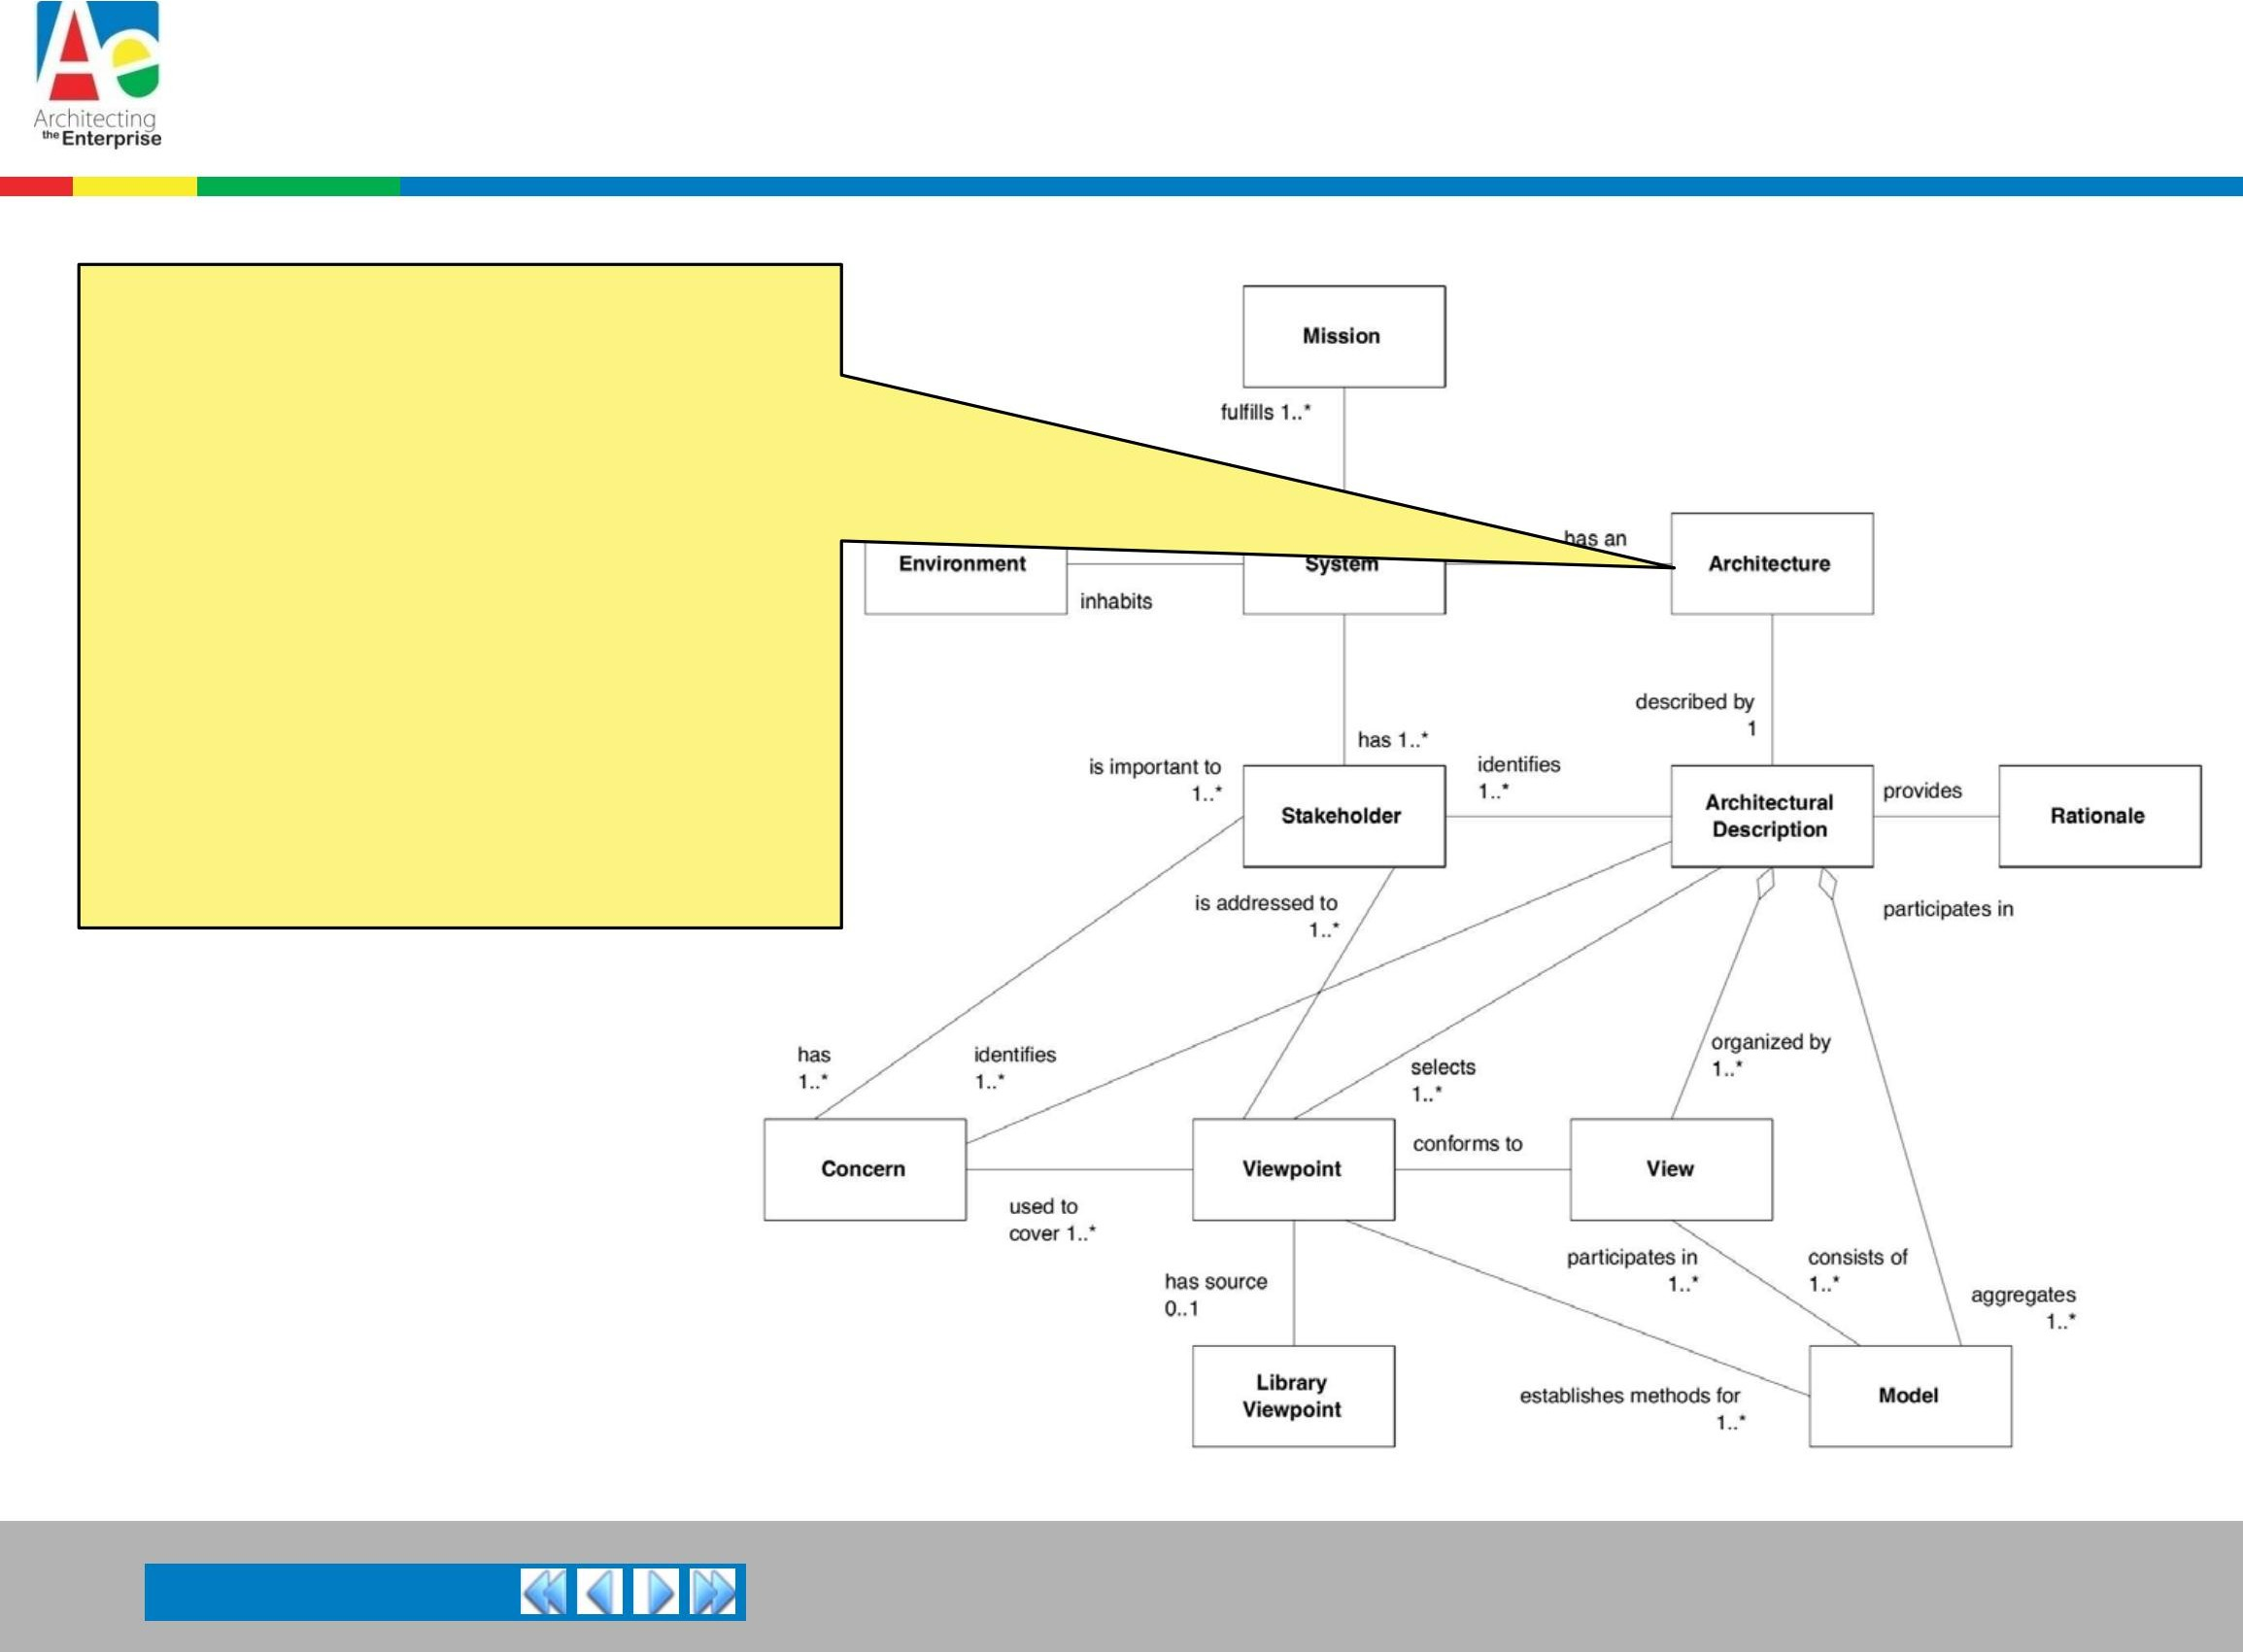 Architecting
the Enterprise
Mission
fulfills 1..*
has an
Environment
System
Architecture
inhabits
described by
1
has 1..*
is important to
1..*
identifies
1..*
Stakeholder
Architectural
Description
provides
Rationale
is addressed to
1..*
participates in
has
1..*
identifies
1..*
selects
1..*
organized by
1..*
Concern
Viewpoint
conforms to
View
used to
cover 1..*
has source
0..1
participates in
1..*
consists of
1..*
aggregates
1..*
Library
Viewpoint
establishes methods for
1..*
Model